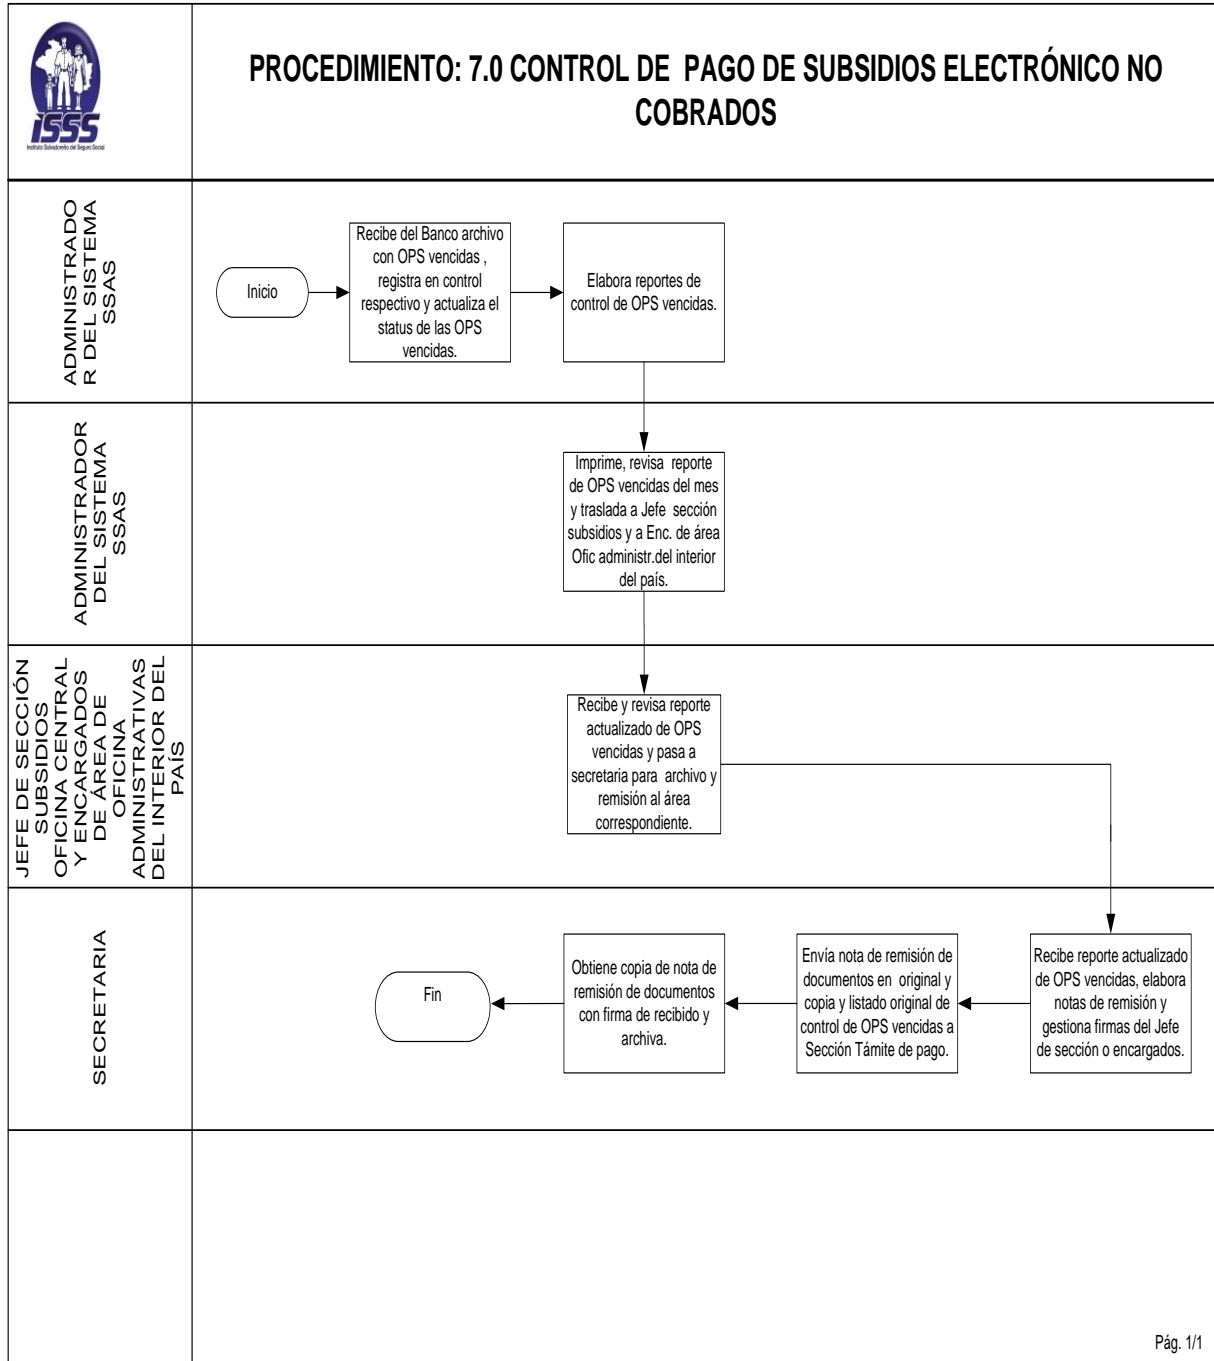 ISSS
Instituto Salvadoreño del Seguro Social
PROCEDIMIENTO: 7.0 CONTROL DE PAGO DE SUBSIDIOS ELECTRÓNICO NO
COBRADOS
ADMINISTRADO
R DEL SISTEMA
SSAS
Inicio
Recibe del Banco archivo
con OPS vencidas ,
registra en control
respectivo y actualiza el
status de las OPS
vencidas.
Elabora reportes de
control de OPS vencidas.
ADMINISTRADOR
DEL SISTEMA
SSAS
Imprime, revisa reporte
de OPS vencidas del mes
y traslada a Jefe sección
subsidios y a Enc. de área
Ofic administr.del interior
del país.
JEFE DE SECCIÓN
SUBSIDIOS
OFICINA CENTRAL
Y ENCARGADOS
DE ÁREA DE
OFICINA
ADMINISTRATIVAS
DEL INTERIOR DEL
PAÍS
Recibe y revisa reporte
actualizado de OPS
vencidas y pasa a
secretaria para archivo y
remisión al área
correspondiente.
SECRETARIA
Recibe reporte actualizado
de OPS vencidas, elabora
notas de remisión y
gestiona firmas del Jefe
de sección o encargados.
Envía nota de remisión de
documentos en original y
copia y listado original de
control de OPS vencidas a
Sección Támite de pago.
Obtiene copia de nota de
remisión de documentos
con firma de recibido y
archiva.
Fin
Pág. 1/1